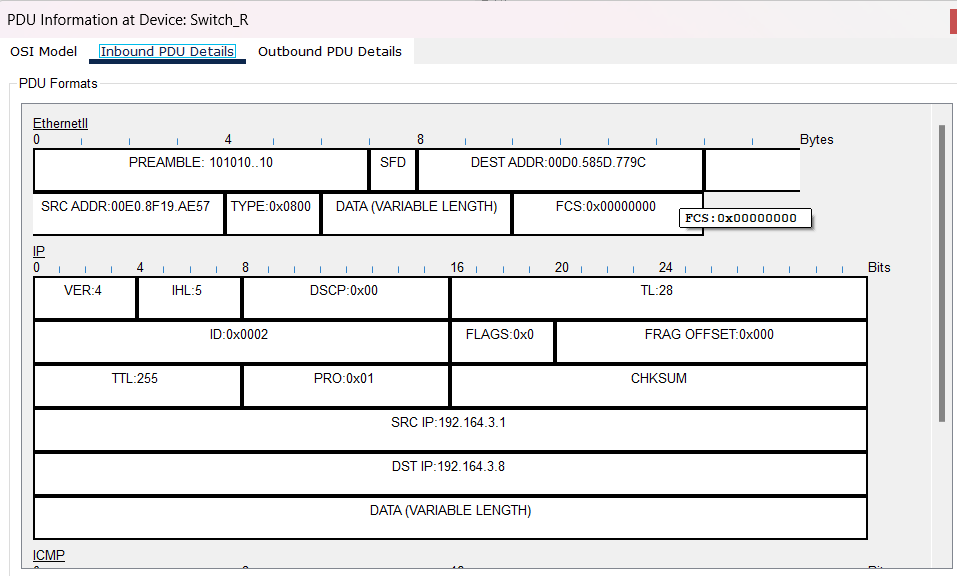 PDU Information at Device: Switch_R
OSI Model Inbound PDU Details Outbound PDU Details
PDU Formats
EthernetII
0 4 8 Bytes
PREAMBLE: 101010..10 SFD DEST ADDR:00D0.585D.779C
SRC ADDR:00E0.8F19.AE57 TYPE:0x0800 DATA (VARIABLE LENGTH) FCS:0x00000000
FCS:0x00000000
IP
0 4 8 16 20 24 Bits
VER:4 IHL:5 DSCP:0x00 TL:28
ID:0x0002 FLAGS:0x0 FRAG OFFSET:0x000
TTL:255 PRO:0x01 CHKSUM
SRC IP:192.164.3.1
DST IP:192.164.3.8
DATA (VARIABLE LENGTH)
ICMP